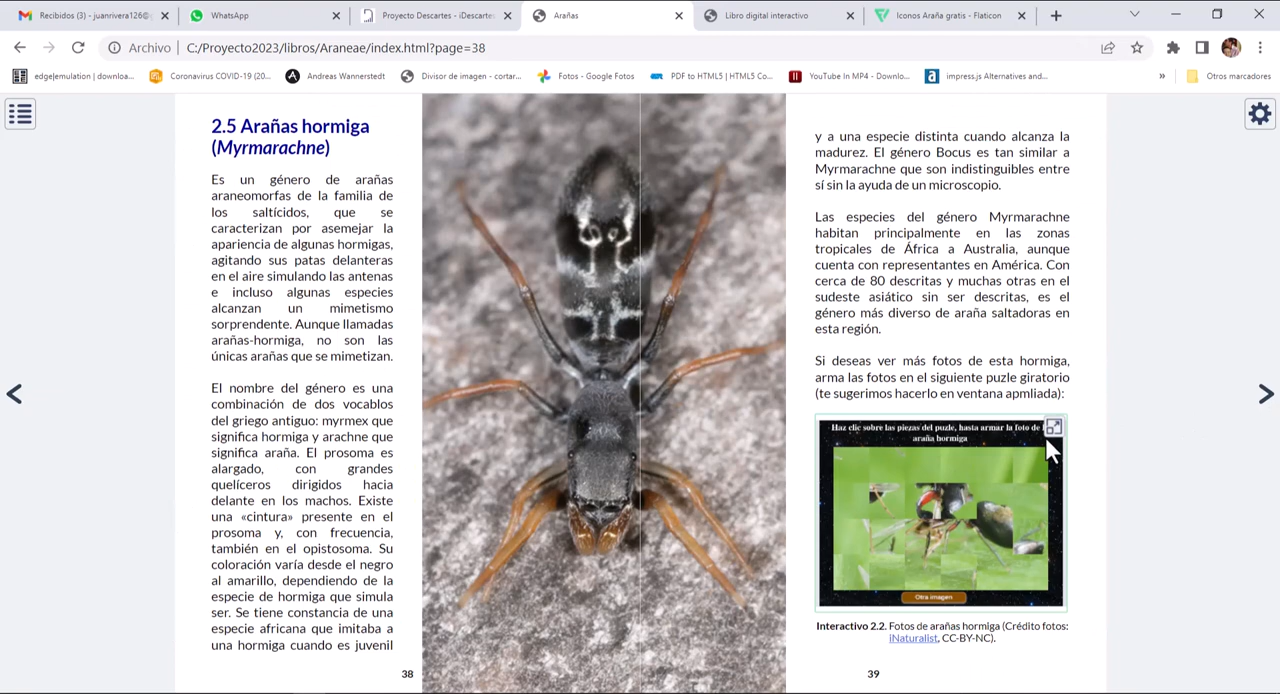 Recibidos (3) - juanrivera126@
WhatsApp
Proyecto Descartes - iDescartes
Arañas
Libro digital interactivo
Iconos Araña gratis - Flaticon
Archivo | C:/Proyecto2023/libros/Araneae/index.html?page=38
edge|emulation | downloa...
Coronavirus COVID-19 (20...
Andreas Wannerstedt
Divisor de imagen - cortar...
Fotos - Google Fotos
PDF to HTML5 | HTML5 Co...
YouTube In MP4 - Downlo...
impress.js Alternatives and...
»
Otros marcadores
2.5 Arañas hormiga
(Myrmarachne)
Es un género de arañas
araneomorfas de la familia de
los saltícidos, que se
caracterizan por asemejar la
apariencia de algunas hormigas,
agitando sus patas delanteras
en el aire simulando las antenas
e incluso algunas especies
alcanzan un mimetismo
sorprendente. Aunque llamadas
arañas-hormiga, no son las
únicas arañas que se mimetizan.
El nombre del género es una
combinación de dos vocablos
del griego antiguo: myrmex que
significa hormiga y arachne que
significa araña. El prosoma es
alargado, con grandes
quelíceros dirigidos hacia
delante en los machos. Existe
una «cintura» presente en el
prosoma y, con frecuencia,
también en el opistosoma. Su
coloración varía desde el negro
al amarillo, dependiendo de la
especie de hormiga que simula
ser. Se tiene constancia de una
especie africana que imitaba a
una hormiga cuando es juvenil
38
y a una especie distinta cuando alcanza la
madurez. El género Bocus es tan similar a
Myrmarachne que son indistinguibles entre
sí sin la ayuda de un microscopio.
Las especies del género Myrmarachne
habitan principalmente en las zonas
tropicales de África a Australia, aunque
cuenta con representantes en América. Con
cerca de 80 descritas y muchas otras en el
sudeste asiático sin ser descritas, es el
género más diverso de araña saltadoras en
esta región.
Si deseas ver más fotos de esta hormiga,
arma las fotos en el siguiente puzle giratorio
(te sugerimos hacerlo en ventana apmliada):
Haz clic sobre las piezas del puzle, hasta armar la foto de
araña hormiga
Otra imagen
Interactivo 2.2. Fotos de arañas hormiga (Crédito fotos:
iNaturalist, CC-BY-NC).
39